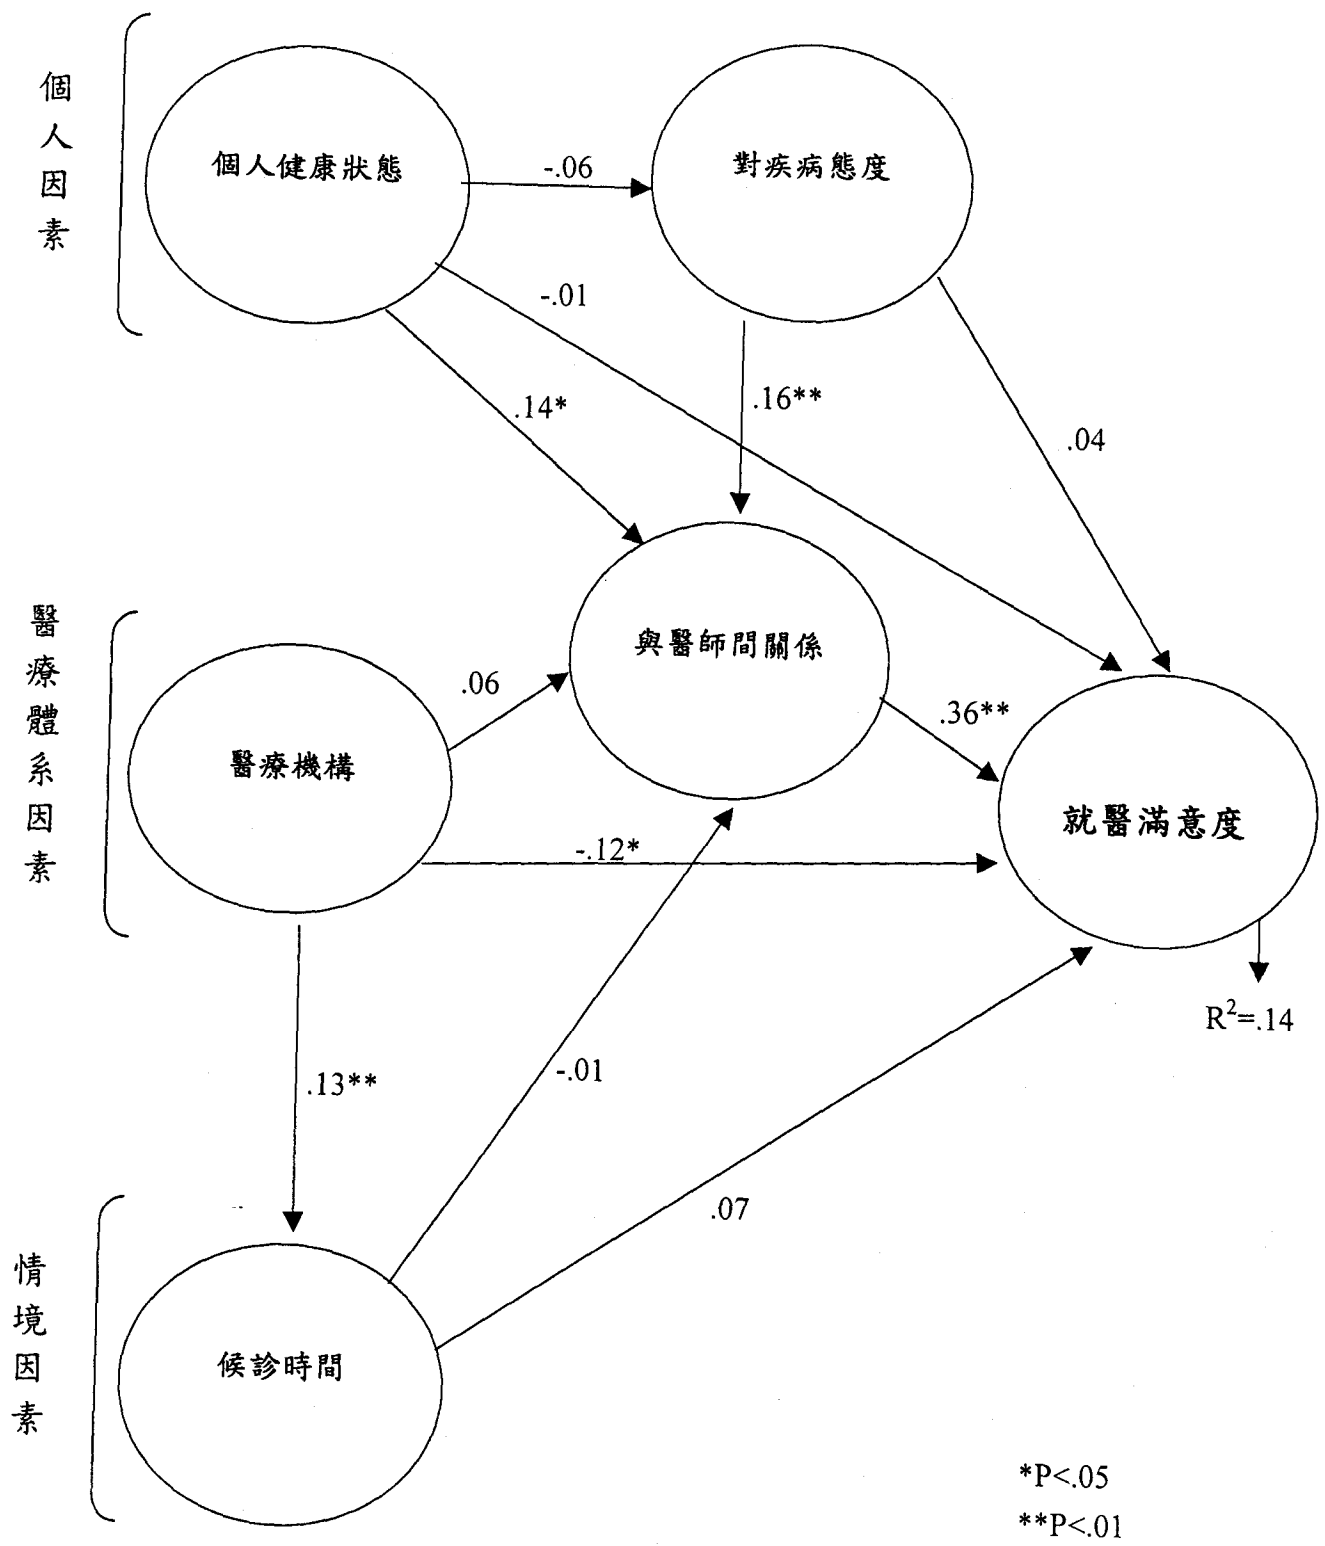 個人因素
個人健康狀態
-.06
對疾病態度
-.01
.14*
.16**
.04
醫療體系因素
與醫師間關係
.06
.36**
醫療機構
就醫滿意度
-.12*
R²=.14
.13**
-.01
.07
情境因素
候診時間
*P<.05
**P<.01